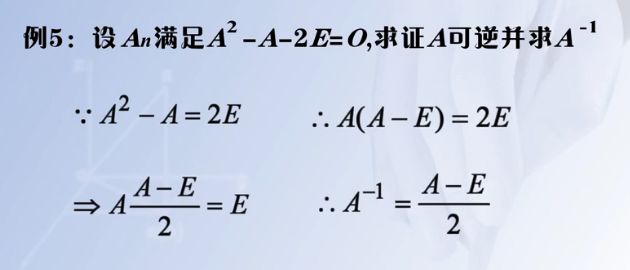 例5：设An满足A²-A-2E=O,求证A可逆并求A⁻¹
∵ A² - A = 2E ∴ A(A - E) = 2E
⇒ A (A - E)/2 = E ∴ A⁻¹ = (A - E)/2